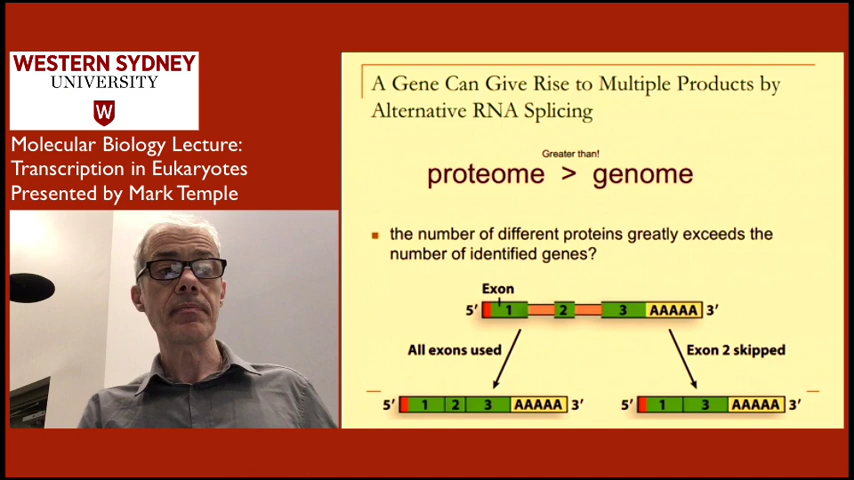 WESTERN SYDNEY
UNIVERSITY
W
Molecular Biology Lecture:
Transcription in Eukaryotes
Presented by Mark Temple
A Gene Can Give Rise to Multiple Products by
Alternative RNA Splicing
Greater than!
proteome > genome
the number of different proteins greatly exceeds the
number of identified genes?
Exon
5' 1 2 3 AAAAA 3'
All exons used
Exon 2 skipped
5' 1 2 3 AAAAA 3'
5' 1 3 AAAAA 3'